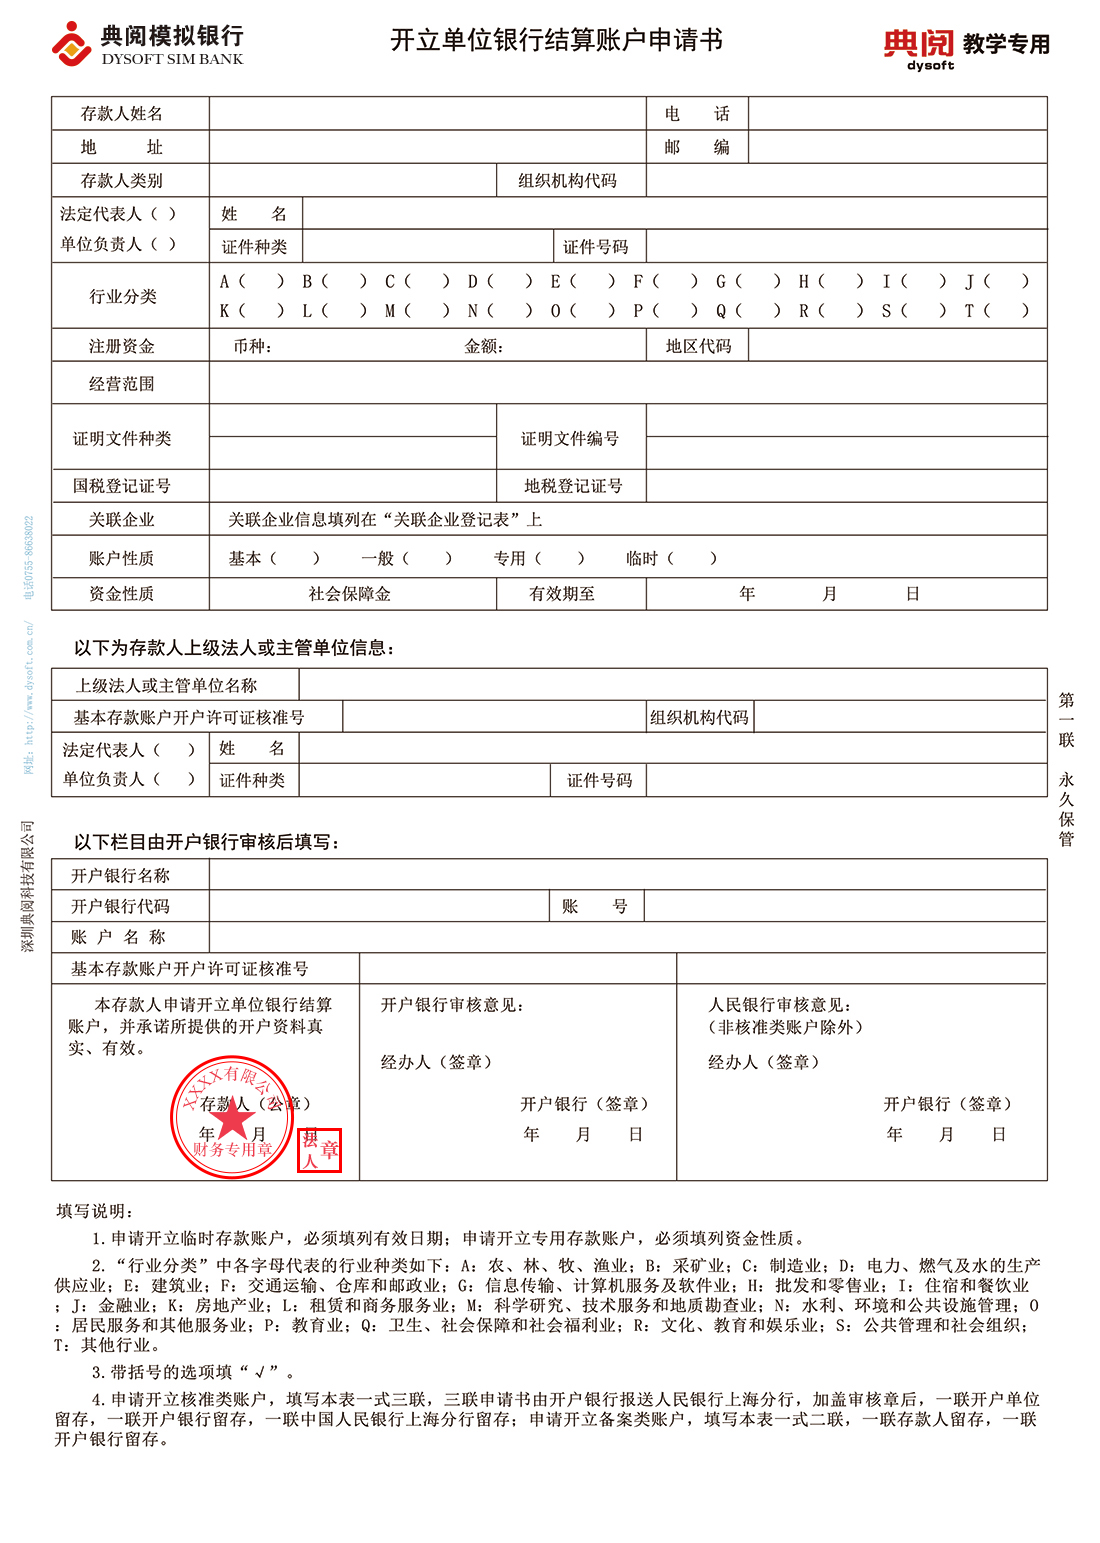 典阅模拟银行
DYSOFT SIM BANK
开立单位银行结算账户申请书
典阅 教学专用
dysoft
存款人姓名 电 话
地 址 邮 编
存款人类别 组织机构代码
法定代表人（ ） 姓 名
单位负责人（ ） 证件种类 证件号码
行业分类
A（ ） B（ ） C（ ） D（ ） E（ ） F（ ） G（ ） H（ ） I（ ） J（ ）
K（ ） L（ ） M（ ） N（ ） O（ ） P（ ） Q（ ） R（ ） S（ ） T（ ）
注册资金 币种： 金额： 地区代码
经营范围
证明文件种类 证明文件编号
国税登记证号 地税登记证号
关联企业 关联企业信息填列在“关联企业登记表”上
账户性质 基本（ ） 一般（ ） 专用（ ） 临时（ ）
资金性质 社会保障金 有效期至 年 月 日
以下为存款人上级法人或主管单位信息：
上级法人或主管单位名称
基本存款账户开户许可证核准号 组织机构代码
法定代表人（ ） 姓 名
单位负责人（ ） 证件种类 证件号码
以下栏目由开户银行审核后填写：
开户银行名称
开户银行代码 账 号
账 户 名 称
基本存款账户开户许可证核准号
本存款人申请开立单位银行结算
账户，并承诺所提供的开户资料真
实、有效。
存款人（公章）
年 月 日
XXXX有限公司
财务专用章
法人章
开户银行审核意见：
经办人（签章）
开户银行（签章）
年 月 日
人民银行审核意见：
（非核准类账户除外）
经办人（签章）
开户银行（签章）
年 月 日
填写说明：
1.申请开立临时存款账户，必须填列有效日期；申请开立专用存款账户，必须填列资金性质。
2.“行业分类”中各字母代表的行业种类如下：A：农、林、牧、渔业；B：采矿业；C：制造业；D：电力、燃气及水的生产
供应业；E：建筑业；F：交通运输、仓库和邮政业；G：信息传输、计算机服务及软件业；H：批发和零售业；I：住宿和餐饮业
；J：金融业；K：房地产业；L：租赁和商务服务业；M：科学研究、技术服务和地质勘查业；N：水利、环境和公共设施管理；O
：居民服务和其他服务业；P：教育业；Q：卫生、社会保障和社会福利业；R：文化、教育和娱乐业；S：公共管理和社会组织；
T：其他行业。
3.带括号的选项填“√”。
4.申请开立核准类账户，填写本表一式三联，三联申请书由开户银行报送人民银行上海分行，加盖审核章后，一联开户单位
留存，一联开户银行留存，一联中国人民银行上海分行留存；申请开立备案类账户，填写本表一式二联，一联存款人留存，一联
开户银行留存。
第一联 永久保管
深圳典阅科技有限公司
网址：http://www.dysoft.com.cn/ 电话0755-86638022